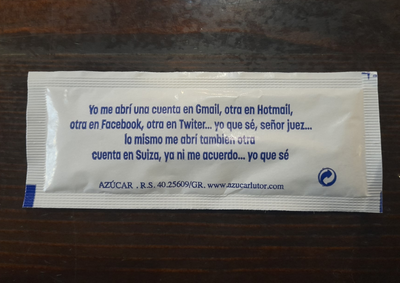 Yo me abrí una cuenta en Gmail, otra en Hotmail,
otra en Facebook, otra en Twiter... yo que sé, señor juez...
lo mismo me abrí tambien otra
cuenta en Suiza, ya ni me acuerdo... yo que sé
AZÚCAR . R.S. 40.25609/GR. www.azucarlutor.com